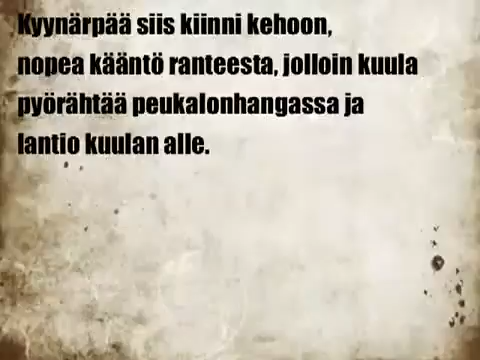 Kyynärpää siis kiinni kehoon,
nopea kääntö ranteesta, jolloin kuula
pyörähtää peukalonhangassa ja
lantio kuulan alle.